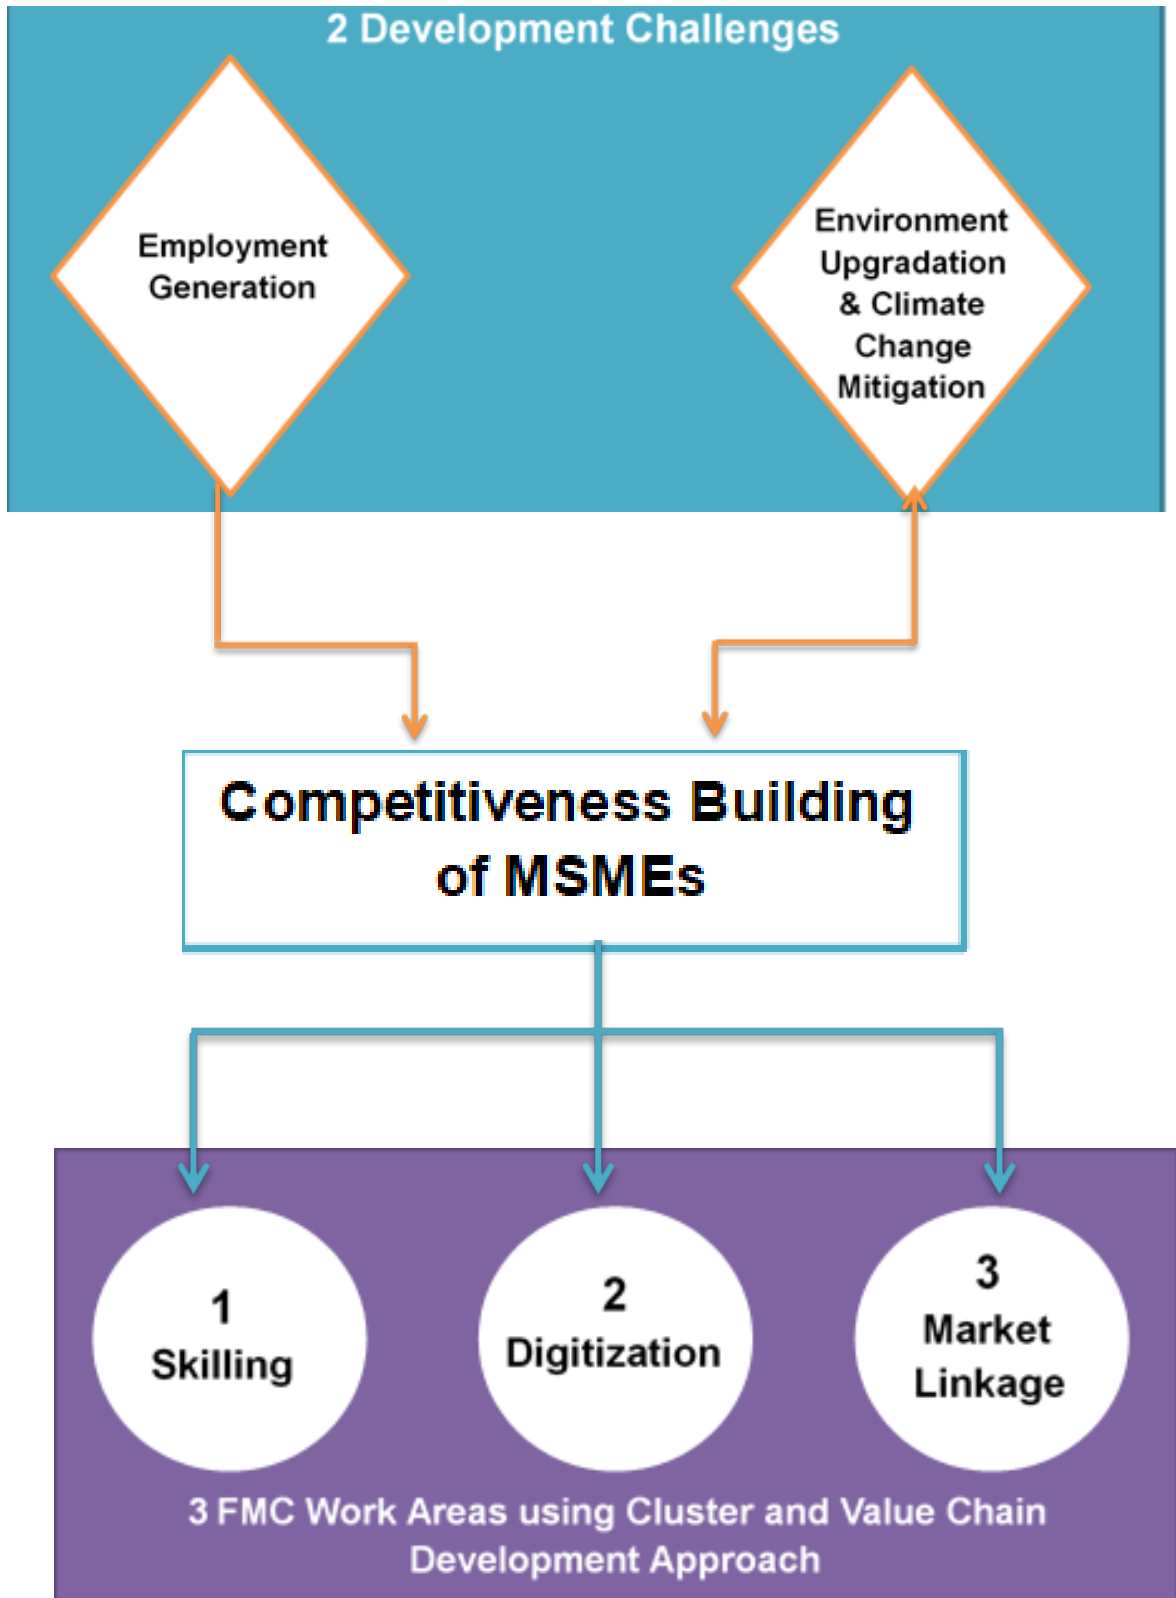 2 Development Challenges
Employment
Generation
Environment
Upgradation
& Climate
Change
Mitigation
Competitiveness Building
of MSMEs
1
Skilling
2
Digitization
3
Market
Linkage
3 FMC Work Areas using Cluster and Value Chain
Development Approach